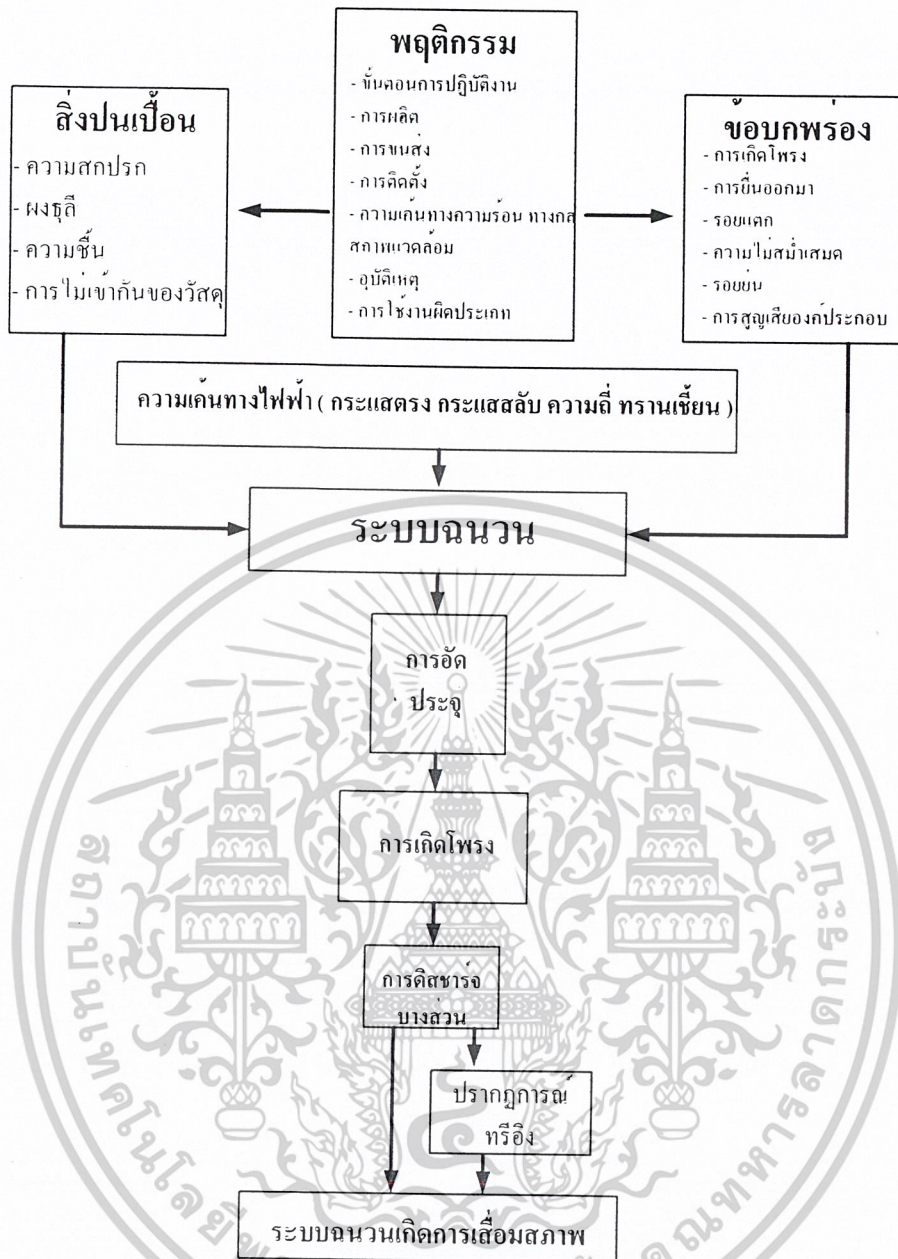 พฤติกรรม
- ขั้นตอนการปฏิบัติงาน
- การผลิต
- การขนส่ง
- การติดตั้ง
- ความเค้นทางความร้อน ทางกล
สภาพแวดล้อม
- อุบัติเหตุ
- การใช้งานผิดประเภท
สิ่งปนเปื้อน
- ความสกปรก
- ผงธุลี
- ความชื้น
- การไม่เข้ากันของวัสดุ
ข้อบกพร่อง
- การเกิดโพรง
- การยื่นออกมา
- รอยแตก
- ความไม่สม่ำเสมอ
- รอยย่น
- การสูญเสียองค์ประกอบ
ความเค้นทางไฟฟ้า ( กระแสตรง กระแสสลับ ความถี่ ทรานเชี้ยน )
ระบบฉนวน
การอัด
ประจุ
การเกิดโพรง
การดิสชาร์จ
บางส่วน
ปรากฏการณ์
ทรีอิง
ระบบฉนวนเกิดการเสื่อมสภาพ